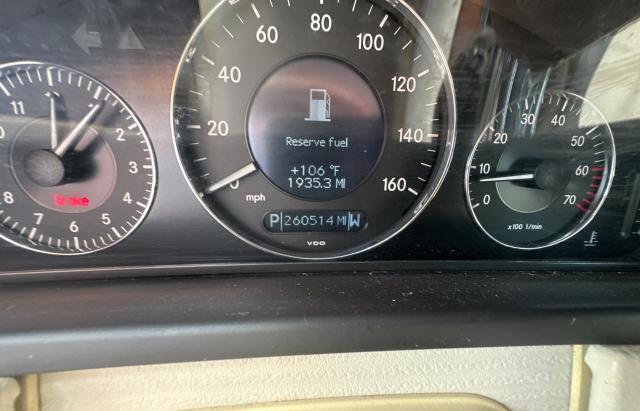 11 1
2
3
4
5
6
7
8
Brake
0 20 40 60 80 100 120 140 160
mph
Reserve fuel
+106 °F
1935.3 MI
P 260514 MI W
VDO
0 10 20 30 40 50 60 70
x100 1/min